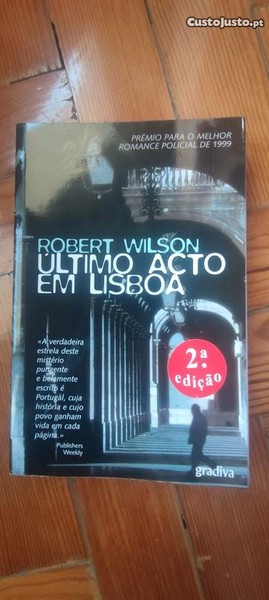 CustoJusto.pt
PRÉMIO PARA O MELHOR
ROMANCE POLICIAL DE 1999
ROBERT WILSON
ÚLTIMO ACTO
EM LISBOA
«A verdadeira
estrela deste
mistério
pungente
e belamente
escrito é
Portugal, cuja
história e cujo
povo ganham
vida em cada
página.»
Publishers
Weekly
2.ª
edição
gradiva